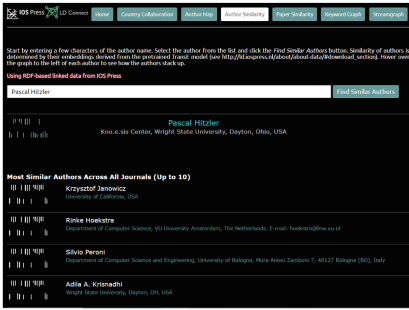 IOS Press LD Connect Home Country Collaboration Author Map Author Similarity Paper Similarity Keyword Graph Streamgraph
Start by entering a few characters of the author name. Select the author from the list and click the Find Similar Authors button. Similarity of authors is
determined by their embeddings derived from the pretrained TransE model (see http://ld.iospress.nl/about/about-data/#download_section). Hover over
the graph to the left of each author to see how the authors stack up.
Using RDF-based linked data from IOS Press
Pascal Hitzler Find Similar Authors
Pascal Hitzler
Kno.e.sis Center, Wright State University, Dayton, Ohio, USA
Most Similar Authors Across All Journals (Up to 10)
Krzysztof Janowicz
University of California, USA
Rinke Hoekstra
Department of Computer Science, VU University Amsterdam, The Netherlands. E-mail: hoekstra@few.vu.nl
Silvio Peroni
Department of Computer Science and Engineering, University of Bologna, Mura Anteo Zamboni 7, 40127 Bologna (BO), Italy
Adila A. Krisnadhi
Wright State University, Dayton, OH, USA